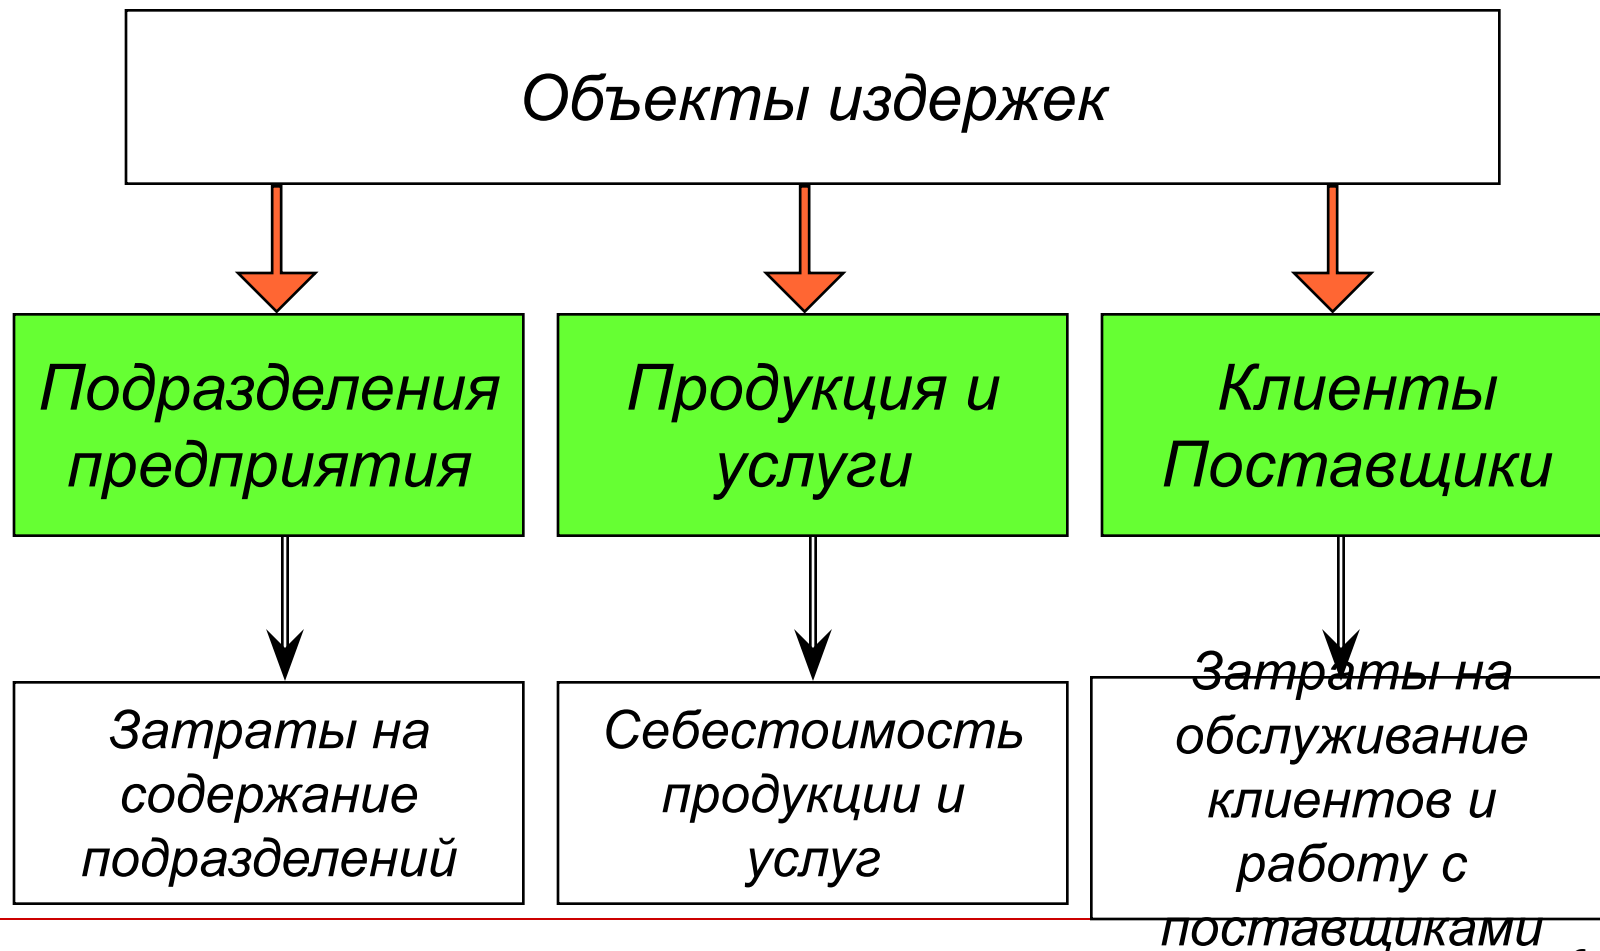 Объекты издержек
Подразделения
предприятия
Продукция и
услуги
Клиенты
Поставщики
Затраты на
содержание
подразделений
Себестоимость
продукции и
услуг
Затраты на
обслуживание
клиентов и
работу с
поставщиками